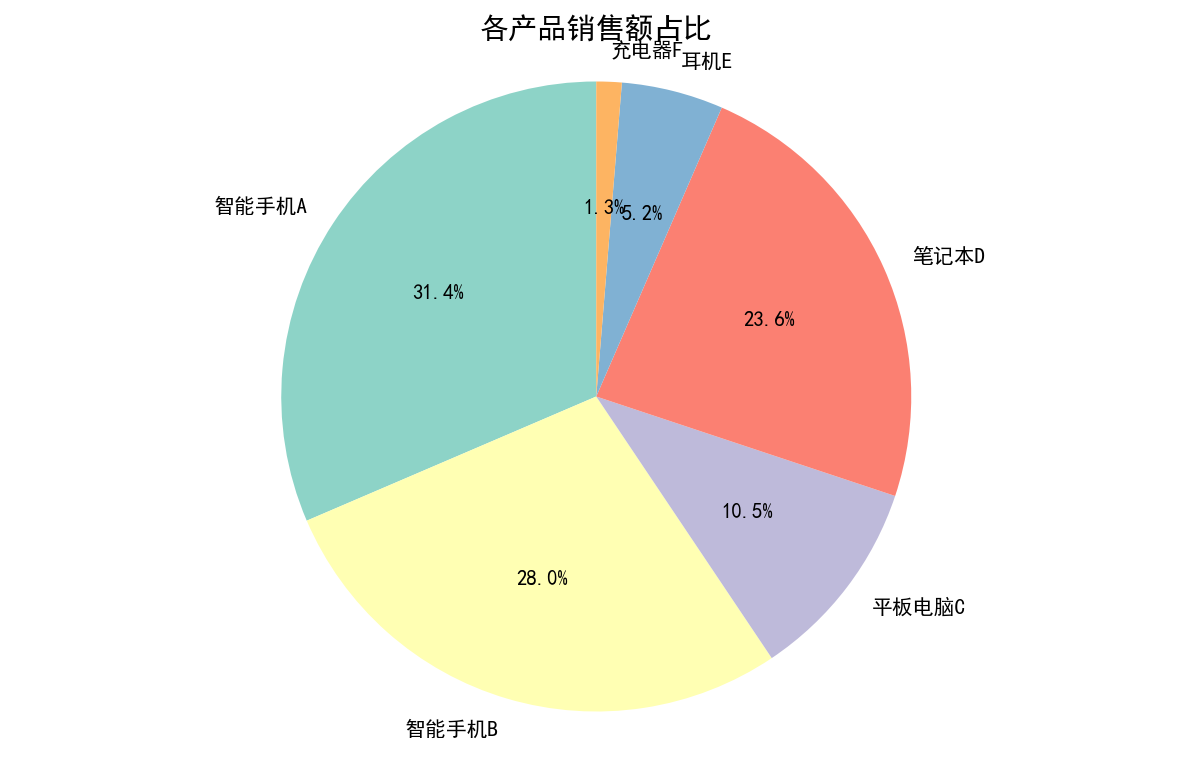 各产品销售额占比
充电器F
耳机E
智能手机A
1.3%
5.2%
笔记本D
31.4%
23.6%
10.5%
28.0%
平板电脑C
智能手机B